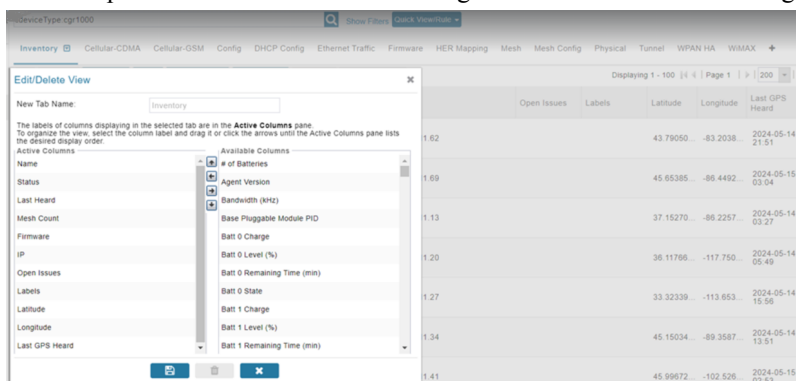 /deviceType:cgr1000
Show Filters Quick View/Rule
Inventory Cellular-CDMA Cellular-GSM Config DHCP Config Ethernet Traffic Firmware HER Mapping Mesh Mesh Config Physical Tunnel WPAN HA WiMAX +
Displaying 1 - 100 Page 1 200
Edit/Delete View
New Tab Name: Inventory
The labels of columns displaying in the selected tab are in the Active Columns pane.
To organize the view, select the column label and drag it or click the arrows until the Active Columns pane lists
the desired display order.
Active Columns
Name
Status
Last Heard
Mesh Count
Firmware
IP
Open Issues
Labels
Latitude
Longitude
Last GPS Heard
Available Columns
# of Batteries
Agent Version
Bandwidth (kHz)
Base Pluggable Module PID
Batt 0 Charge
Batt 0 Level (%)
Batt 0 Remaining Time (min)
Batt 0 State
Batt 1 Charge
Batt 1 Level (%)
Batt 1 Remaining Time (min)
Open Issues Labels Latitude Longitude Last GPS
Heard
1.62 43.79050... -83.2038... 2024-05-14
21:51
1.69 45.65385... -86.4492... 2024-05-15
03:04
1.13 37.15270... -86.2257... 2024-05-14
03:27
1.20 36.11766... -117.750... 2024-05-14
05:49
1.27 33.32339... -113.653... 2024-05-14
15:56
1.34 45.15034... -89.3587... 2024-05-14
13:51
1.41 45.99672... -102.526... 2024-05-15